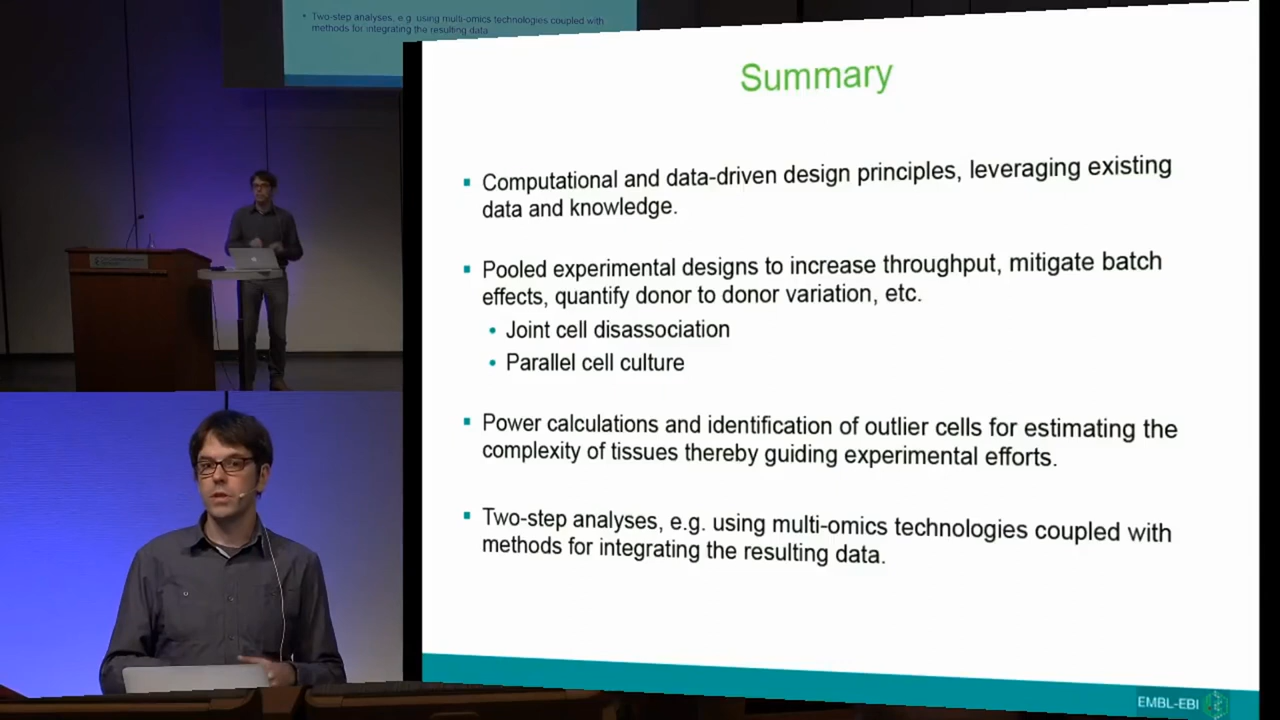 Two-step analyses, e.g. using multi-omics technologies coupled with
methods for integrating the resulting data.
Summary
Computational and data-driven design principles, leveraging existing
data and knowledge.
Pooled experimental designs to increase throughput, mitigate batch
effects, quantify donor to donor variation, etc.
Joint cell disassociation
Parallel cell culture
Power calculations and identification of outlier cells for estimating the
complexity of tissues thereby guiding experimental efforts.
Two-step analyses, e.g. using multi-omics technologies coupled with
methods for integrating the resulting data.
EMBL-EBI